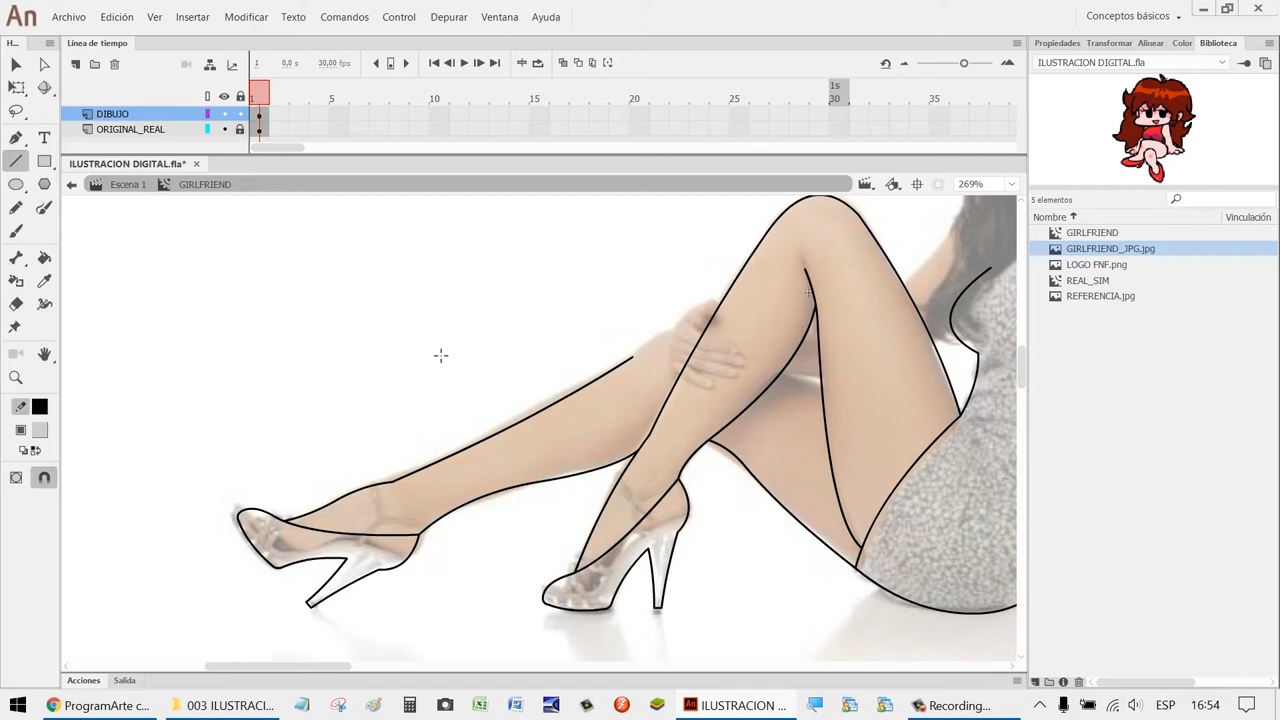 An Archivo Edición Ver Insertar Modificar Texto Comandos Control Depurar Ventana Ayuda Conceptos básicos
H... Línea de tiempo Propiedades Transformar Alinear Color Biblioteca
1 0,0 s 30,00 fps ILUSTRACION DIGITAL.fla
1s
1 5 10 15 20 25 30 35
DIBUJO
ORIGINAL_REAL
ILUSTRACION DIGITAL.fla*
Escena 1 GIRLFRIEND 269%
5 elementos
Nombre Vinculación
GIRLFRIEND
GIRLFRIEND_JPG.jpg
LOGO FNF.png
REAL_SIM
REFERENCIA.jpg
Acciones Salida
ProgramArte c... 003 ILUSTRACI... An ILUSTRACION ... Recording... ESP 16:54